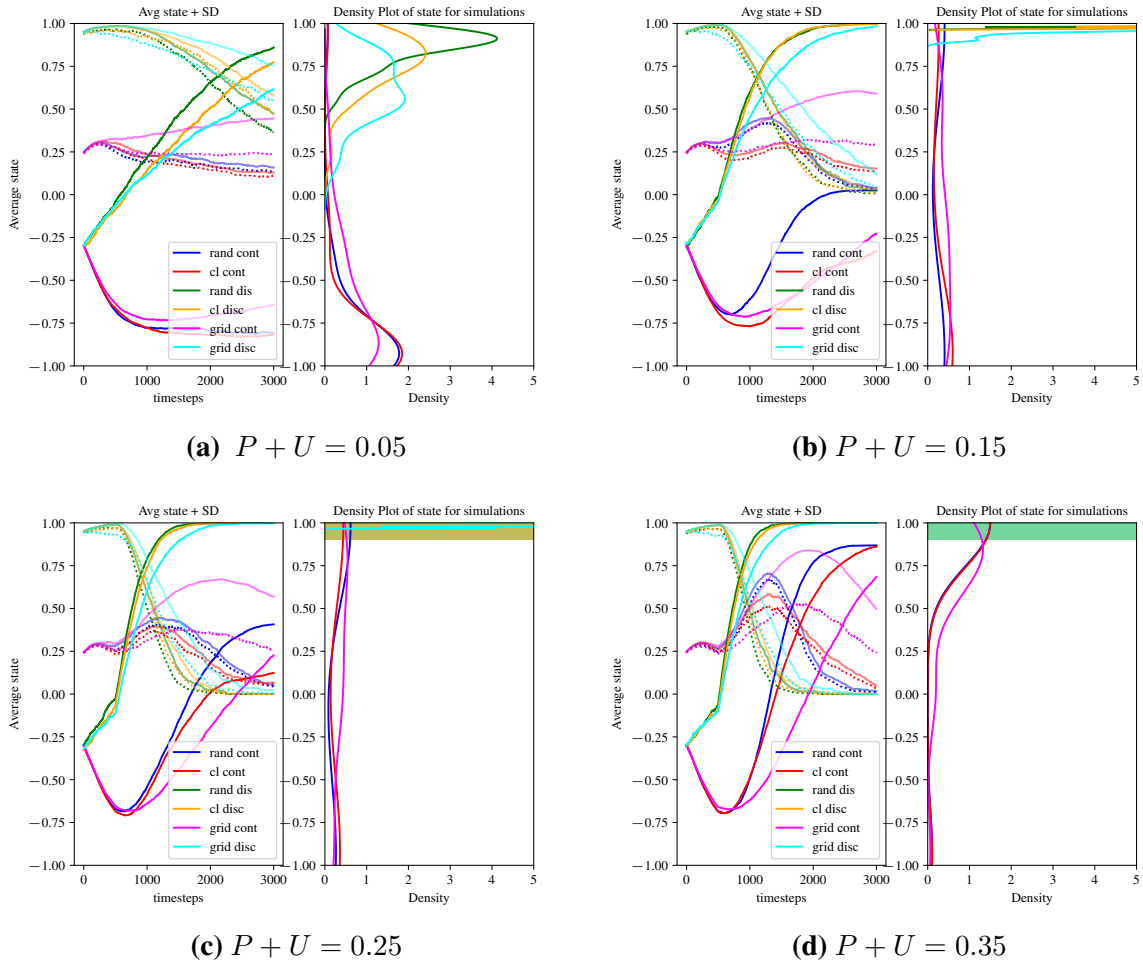 Avg state + SD
Density Plot of state for simulations
1.00
0.75
0.50
0.25
0.00
−0.25
−0.50
−0.75
−1.00
Average state
rand cont
cl cont
rand dis
cl disc
grid cont
grid disc
0 1000 2000 3000
timesteps
1.00
0.75
0.50
0.25
0.00
−0.25
−0.50
−0.75
−1.00
0 1 2 3 4 5
Density
(a) P + U = 0.05
Avg state + SD
Density Plot of state for simulations
1.00
0.75
0.50
0.25
0.00
−0.25
−0.50
−0.75
−1.00
Average state
rand cont
cl cont
rand dis
cl disc
grid cont
grid disc
0 1000 2000 3000
timesteps
1.00
0.75
0.50
0.25
0.00
−0.25
−0.50
−0.75
−1.00
0 1 2 3 4 5
Density
(b) P + U = 0.15
Avg state + SD
Density Plot of state for simulations
1.00
0.75
0.50
0.25
0.00
−0.25
−0.50
−0.75
−1.00
Average state
rand cont
cl cont
rand dis
cl disc
grid cont
grid disc
0 1000 2000 3000
timesteps
1.00
0.75
0.50
0.25
0.00
−0.25
−0.50
−0.75
−1.00
0 1 2 3 4 5
Density
(c) P + U = 0.25
Avg state + SD
Density Plot of state for simulations
1.00
0.75
0.50
0.25
0.00
−0.25
−0.50
−0.75
−1.00
Average state
rand cont
cl cont
rand dis
cl disc
grid cont
grid disc
0 1000 2000 3000
timesteps
1.00
0.75
0.50
0.25
0.00
−0.25
−0.50
−0.75
−1.00
0 1 2 3 4 5
Density
(d) P + U = 0.35